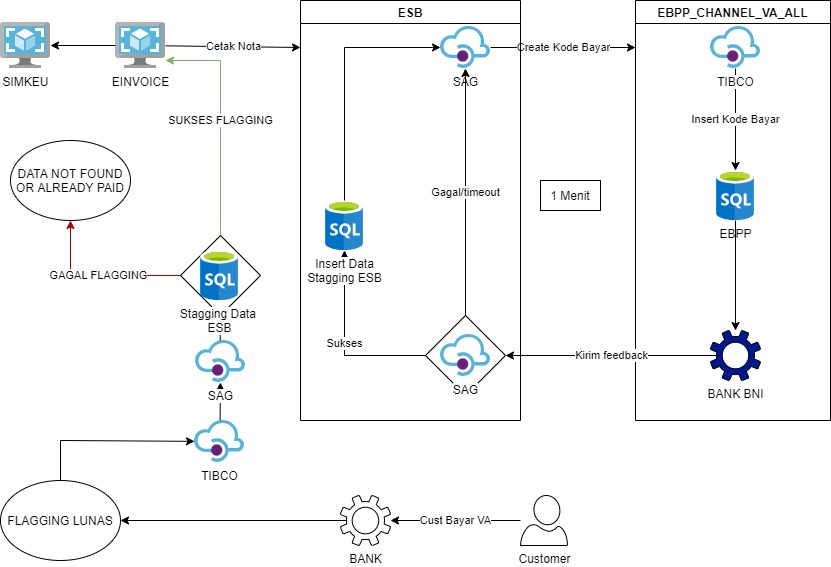 ESB
EBPP_CHANNEL_VA_ALL
SIMKEU
EINVOICE
Cetak Nota
SAG
Create Kode Bayar
TIBCO
SUKSES FLAGGING
Insert Kode Bayar
DATA NOT FOUND
OR ALREADY PAID
Gagal/timeout
1 Menit
SQL
EBPP
SQL
Insert Data
Stagging ESB
GAGAL FLAGGING
SQL
Stagging Data
ESB
Sukses
SAG
Kirim feedback
BANK BNI
SAG
TIBCO
FLAGGING LUNAS
BANK
Cust Bayar VA
Customer